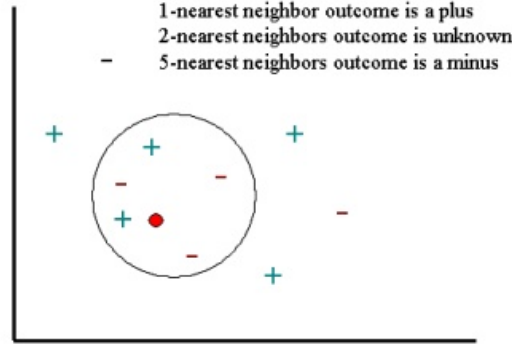 1-nearest neighbor outcome is a plus
2-nearest neighbors outcome is unknown
5-nearest neighbors outcome is a minus